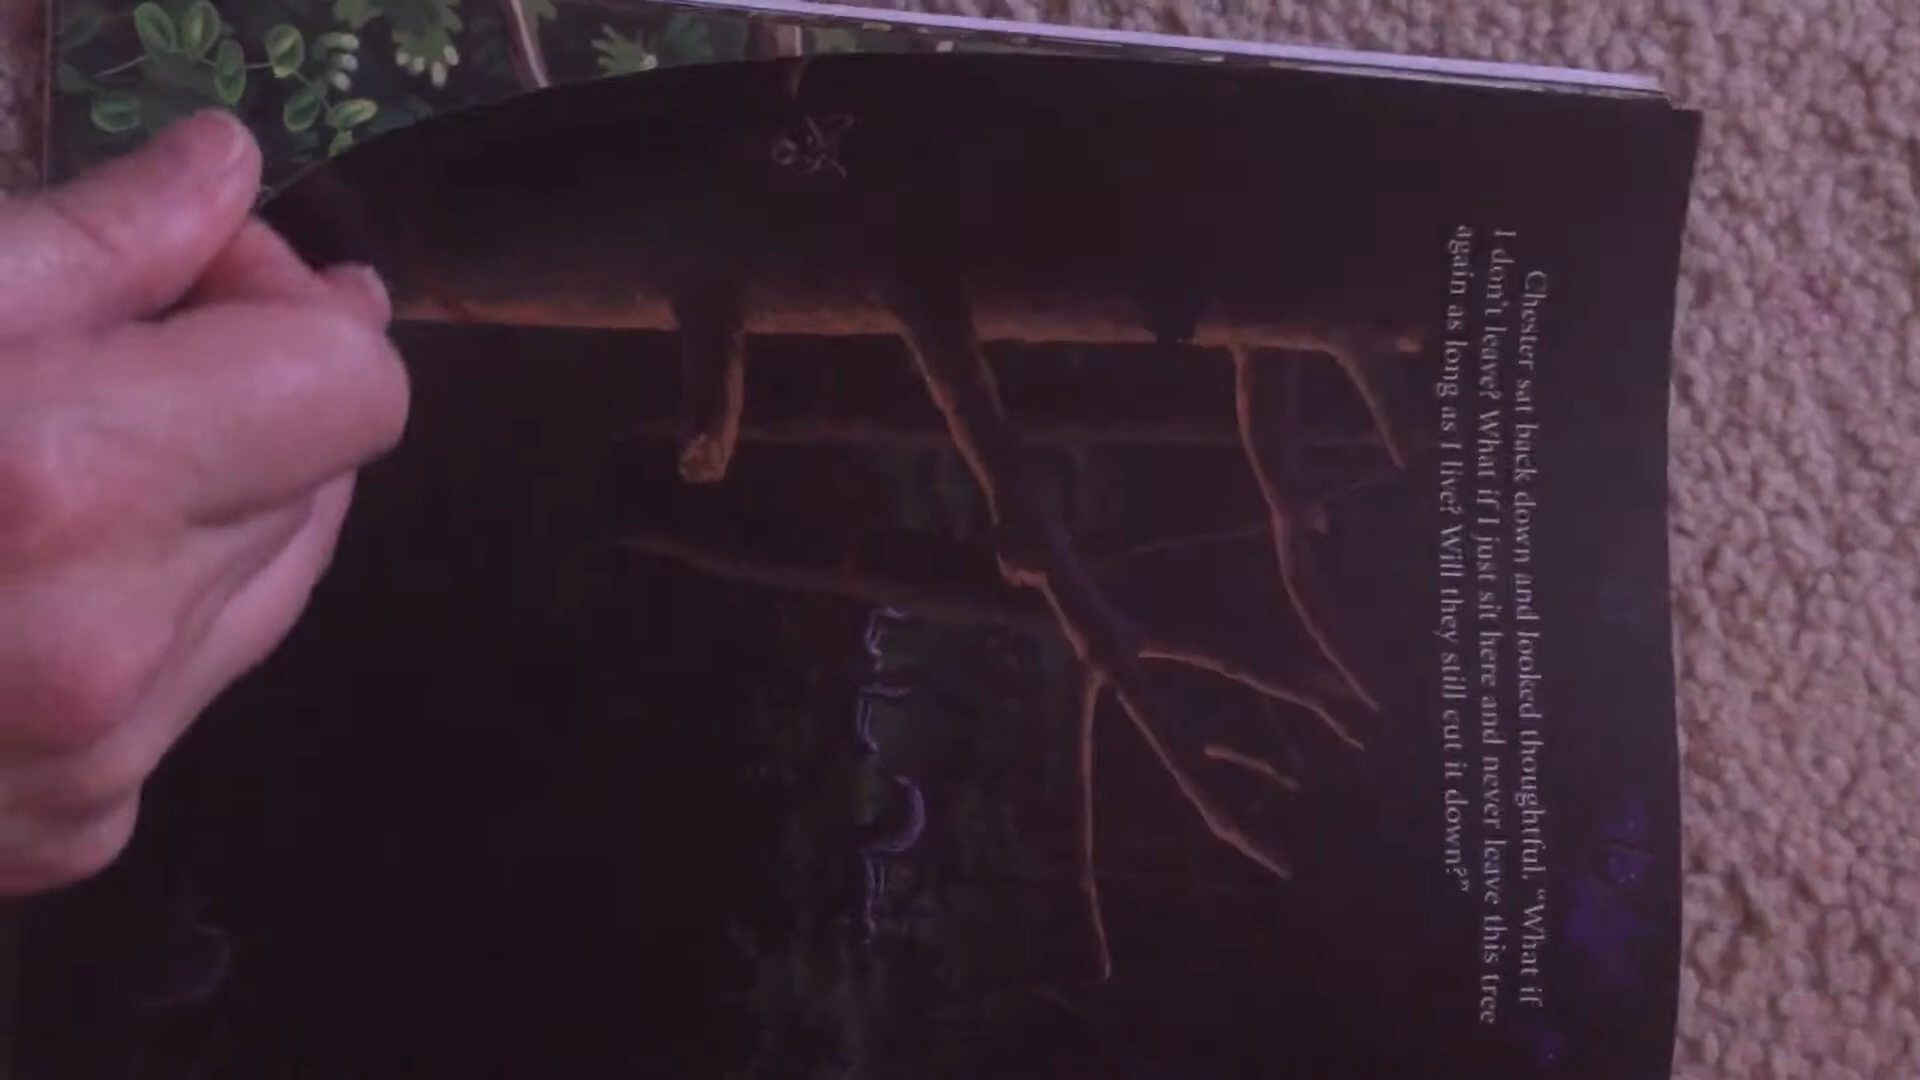 Chester sat back down and looked thoughtful. “What if
I don't leave? What if I just sit here and never leave this tree
again as long as I live? Will they still cut it down?”